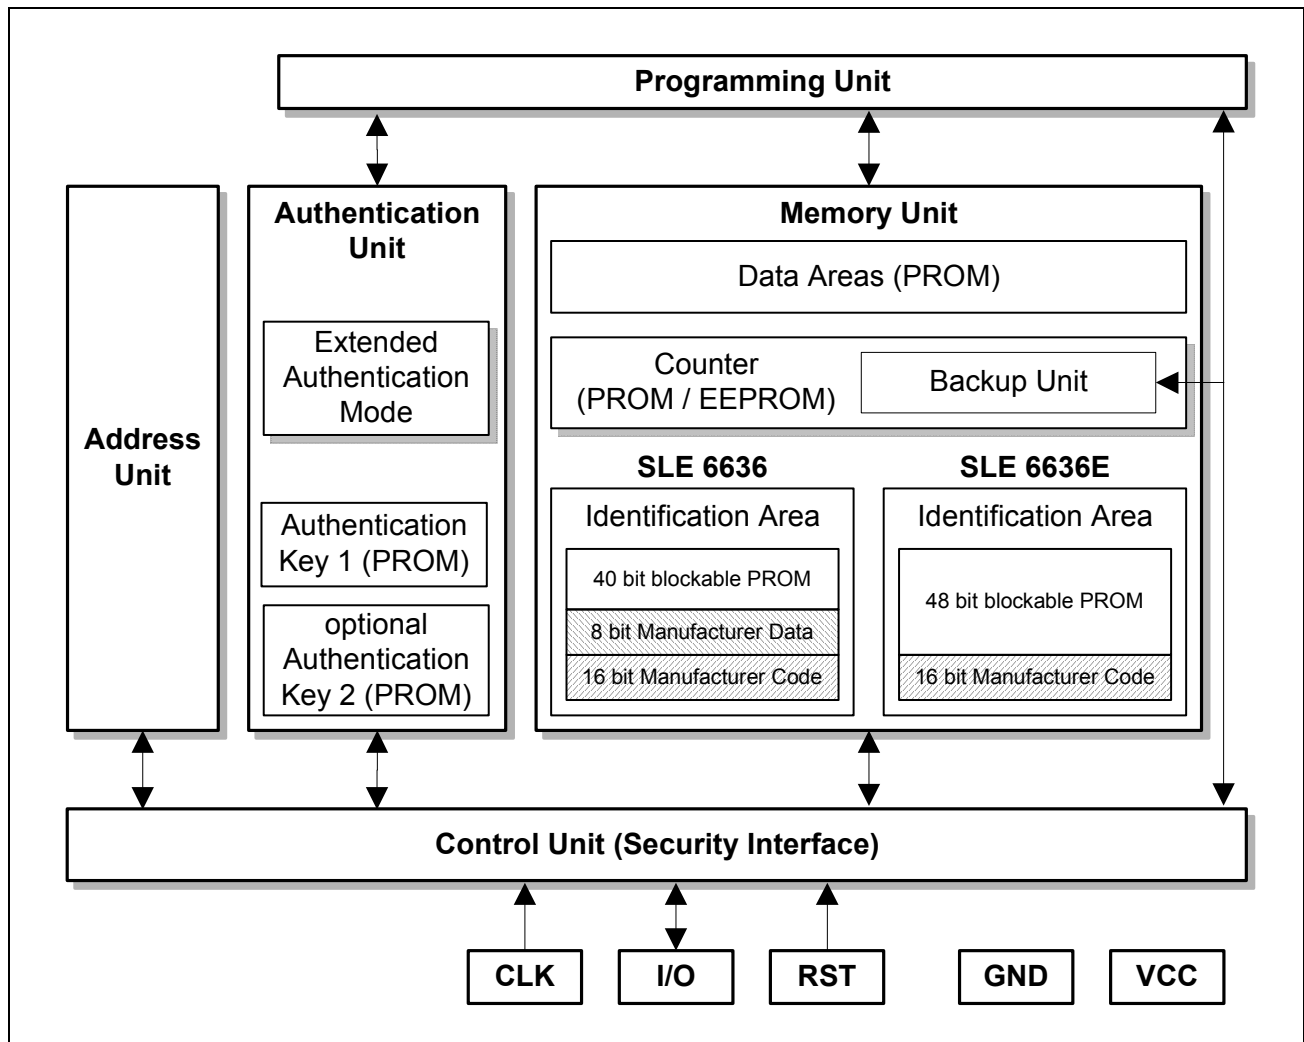 Programming Unit
Authentication
Unit
Memory Unit
Data Areas (PROM)
Extended
Authentication
Mode
Counter
(PROM / EEPROM)
Backup Unit
Address
Unit
SLE 6636
SLE 6636E
Authentication
Key 1 (PROM)
Identification Area
Identification Area
40 bit blockable PROM
48 bit blockable PROM
optional
Authentication
Key 2 (PROM)
8 bit Manufacturer Data
16 bit Manufacturer Code
16 bit Manufacturer Code
Control Unit (Security Interface)
CLK
I/O
RST
GND
VCC